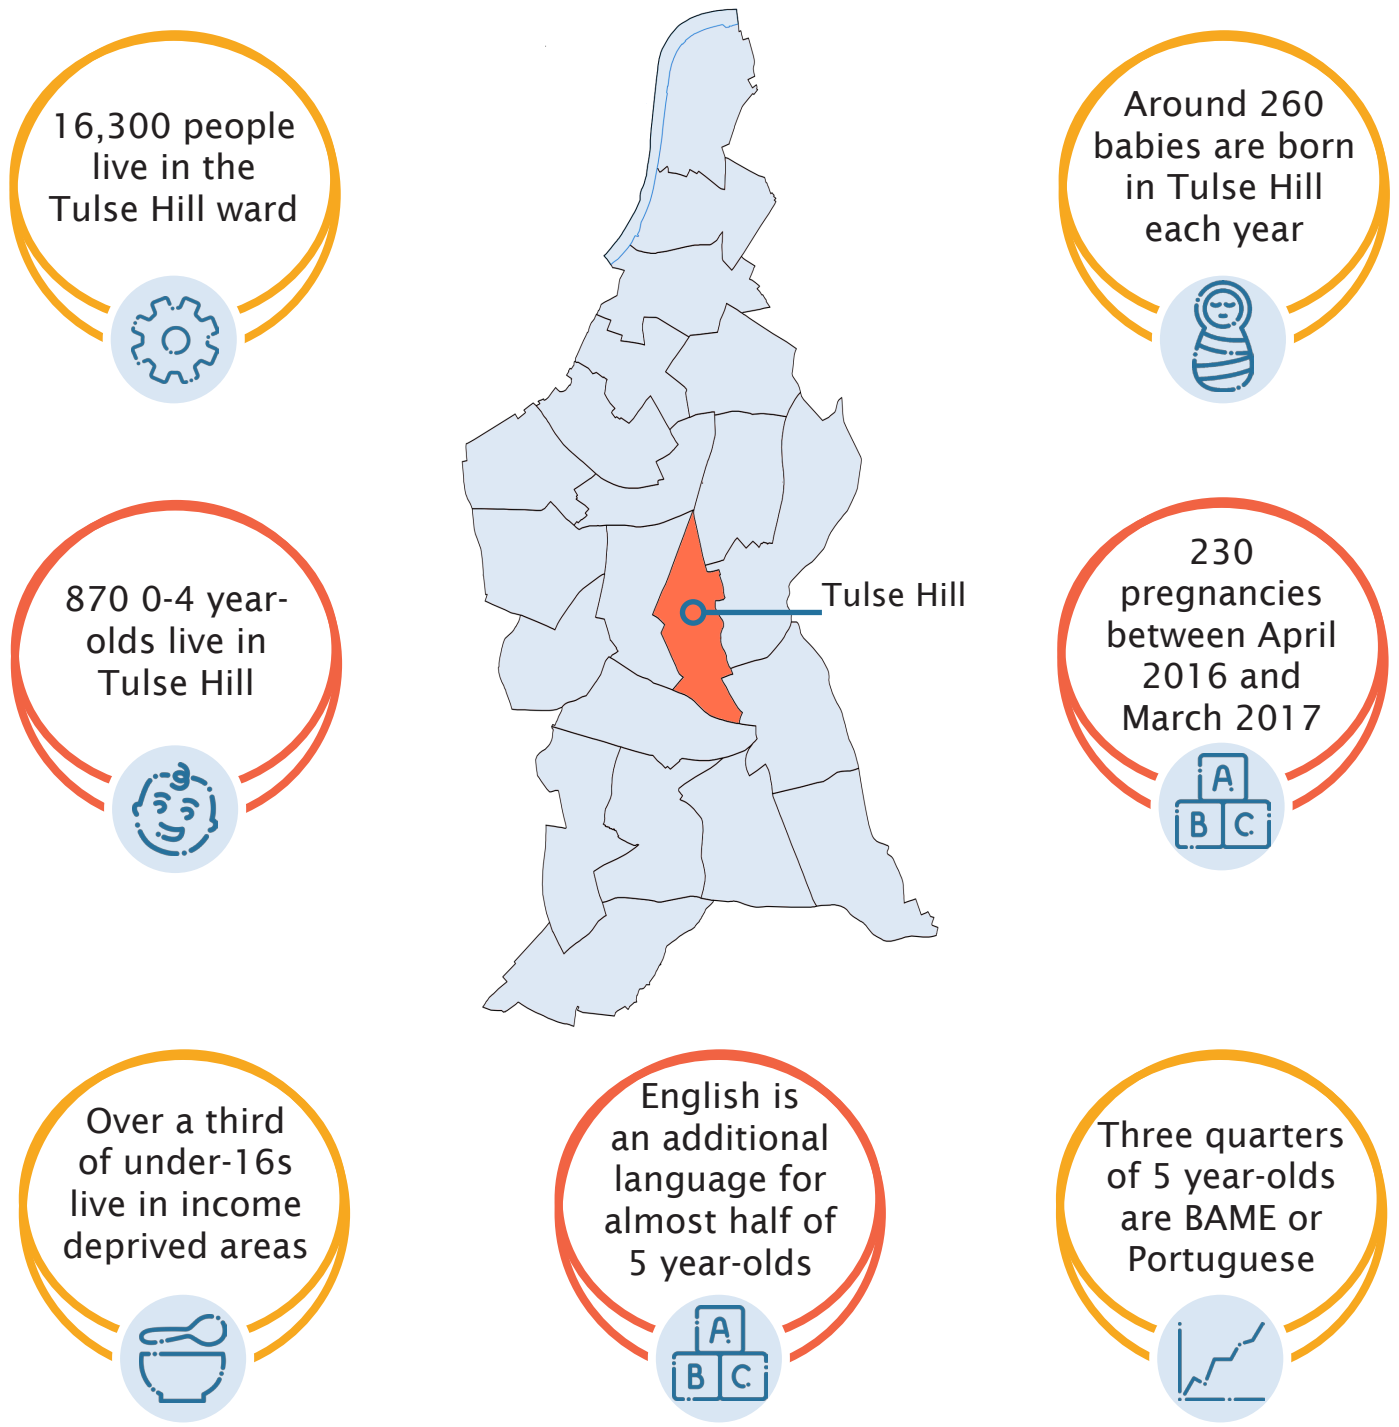 16,300 people
live in the
Tulse Hill ward
Around 260
babies are born
in Tulse Hill
each year
870 0-4 year-
olds live in
Tulse Hill
Tulse Hill
230
pregnancies
between April
2016 and
March 2017
A
B C
Over a third
of under-16s
live in income
deprived areas
English is
an additional
language for
almost half of
5 year-olds
A
B C
Three quarters
of 5 year-olds
are BAME or
Portuguese